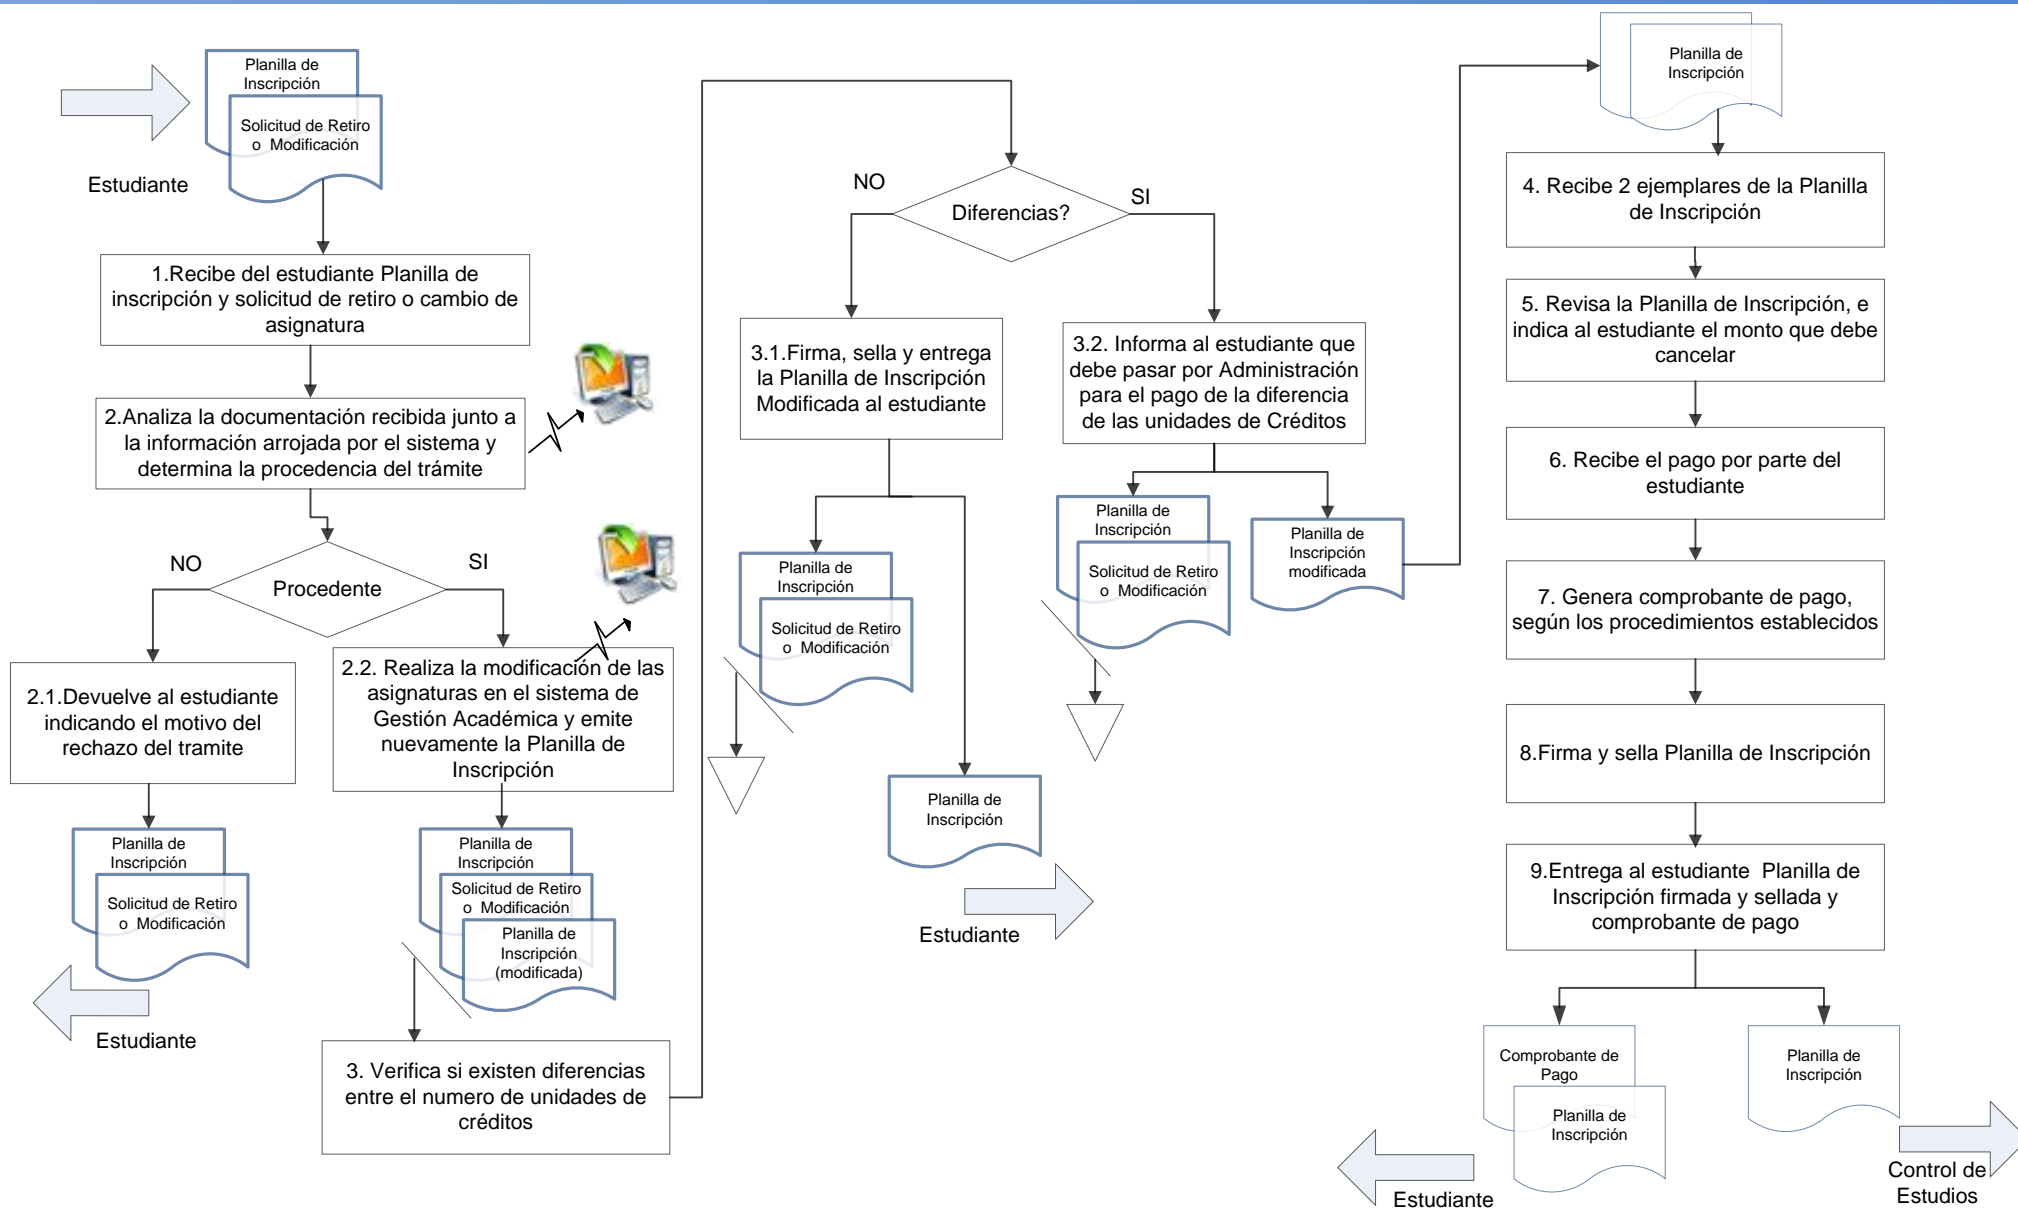 Planilla de
Inscripción
Solicitud de Retiro
o Modificación
Estudiante
1.Recibe del estudiante Planilla de
inscripción y solicitud de retiro o cambio de
asignatura
2.Analiza la documentación recibida junto a
la información arrojada por el sistema y
determina la procedencia del trámite
NO
SI
Procedente
2.1.Devuelve al estudiante
indicando el motivo del
rechazo del tramite
2.2. Realiza la modificación de las
asignaturas en el sistema de
Gestión Académica y emite
nuevamente la Planilla de
Inscripción
Planilla de
Inscripción
Solicitud de Retiro
o Modificación
Estudiante
Planilla de
Inscripción
Solicitud de Retiro
o Modificación
Planilla de
Inscripción
(modificada)
3. Verifica si existen diferencias
entre el numero de unidades de
créditos
NO
SI
Diferencias?
3.1.Firma, sella y entrega
la Planilla de Inscripción
Modificada al estudiante
3.2. Informa al estudiante que
debe pasar por Administración
para el pago de la diferencia
de las unidades de Créditos
Planilla de
Inscripción
Solicitud de Retiro
o Modificación
Planilla de
Inscripción
Estudiante
Planilla de
Inscripción
Solicitud de Retiro
o Modificación
Planilla de
Inscripción
modificada
Planilla de
Inscripción
4. Recibe 2 ejemplares de la Planilla
de Inscripción
5. Revisa la Planilla de Inscripción, e
indica al estudiante el monto que debe
cancelar
6. Recibe el pago por parte del
estudiante
7. Genera comprobante de pago,
según los procedimientos establecidos
8.Firma y sella Planilla de Inscripción
9.Entrega al estudiante Planilla de
Inscripción firmada y sellada y
comprobante de pago
Comprobante de
Pago
Planilla de
Inscripción
Estudiante
Planilla de
Inscripción
Control de
Estudios